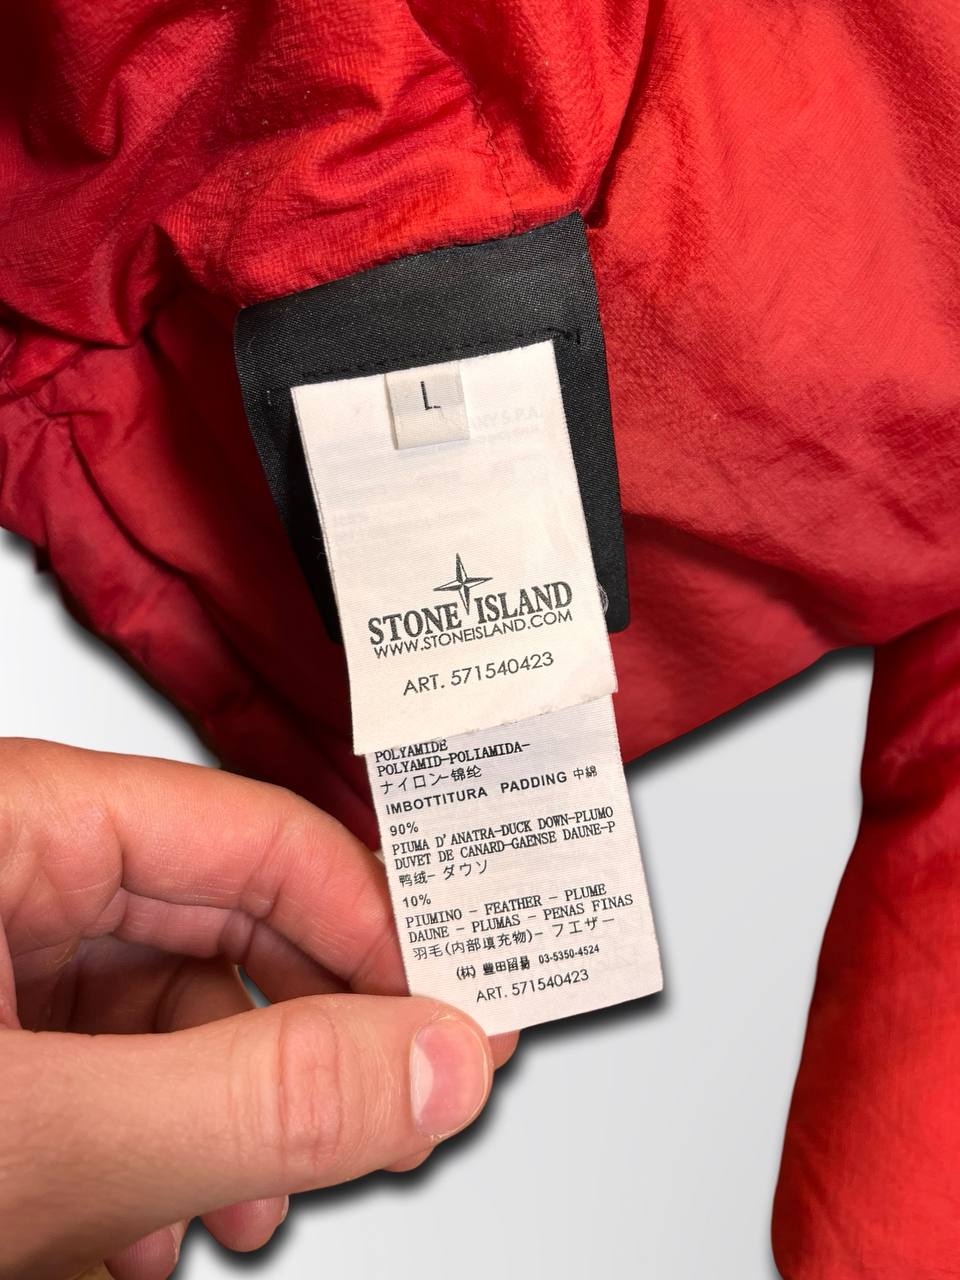 L
NY S.P.A.
STONE ISLAND
WWW.STONEISLAND.COM
ART. 571540423
POLYAMIDE
POLYAMID-POLIAMIDA-
ナイロン-锦纶
IMBOTTITURA PADDING 中綿
90%
PIUMA D'ANATRA-DUCK DOWN-PLUMO
DUVET DE CANARD-GAENSE DAUNE-P
鸭绒- ダウソ
10%
PIUMINO - FEATHER - PLUME
DAUNE - PLUMAS - PENAS FINAS
羽毛(内部填充物)- フエザー
(株) 豊田貿易 03-5350-4524
ART. 571540423